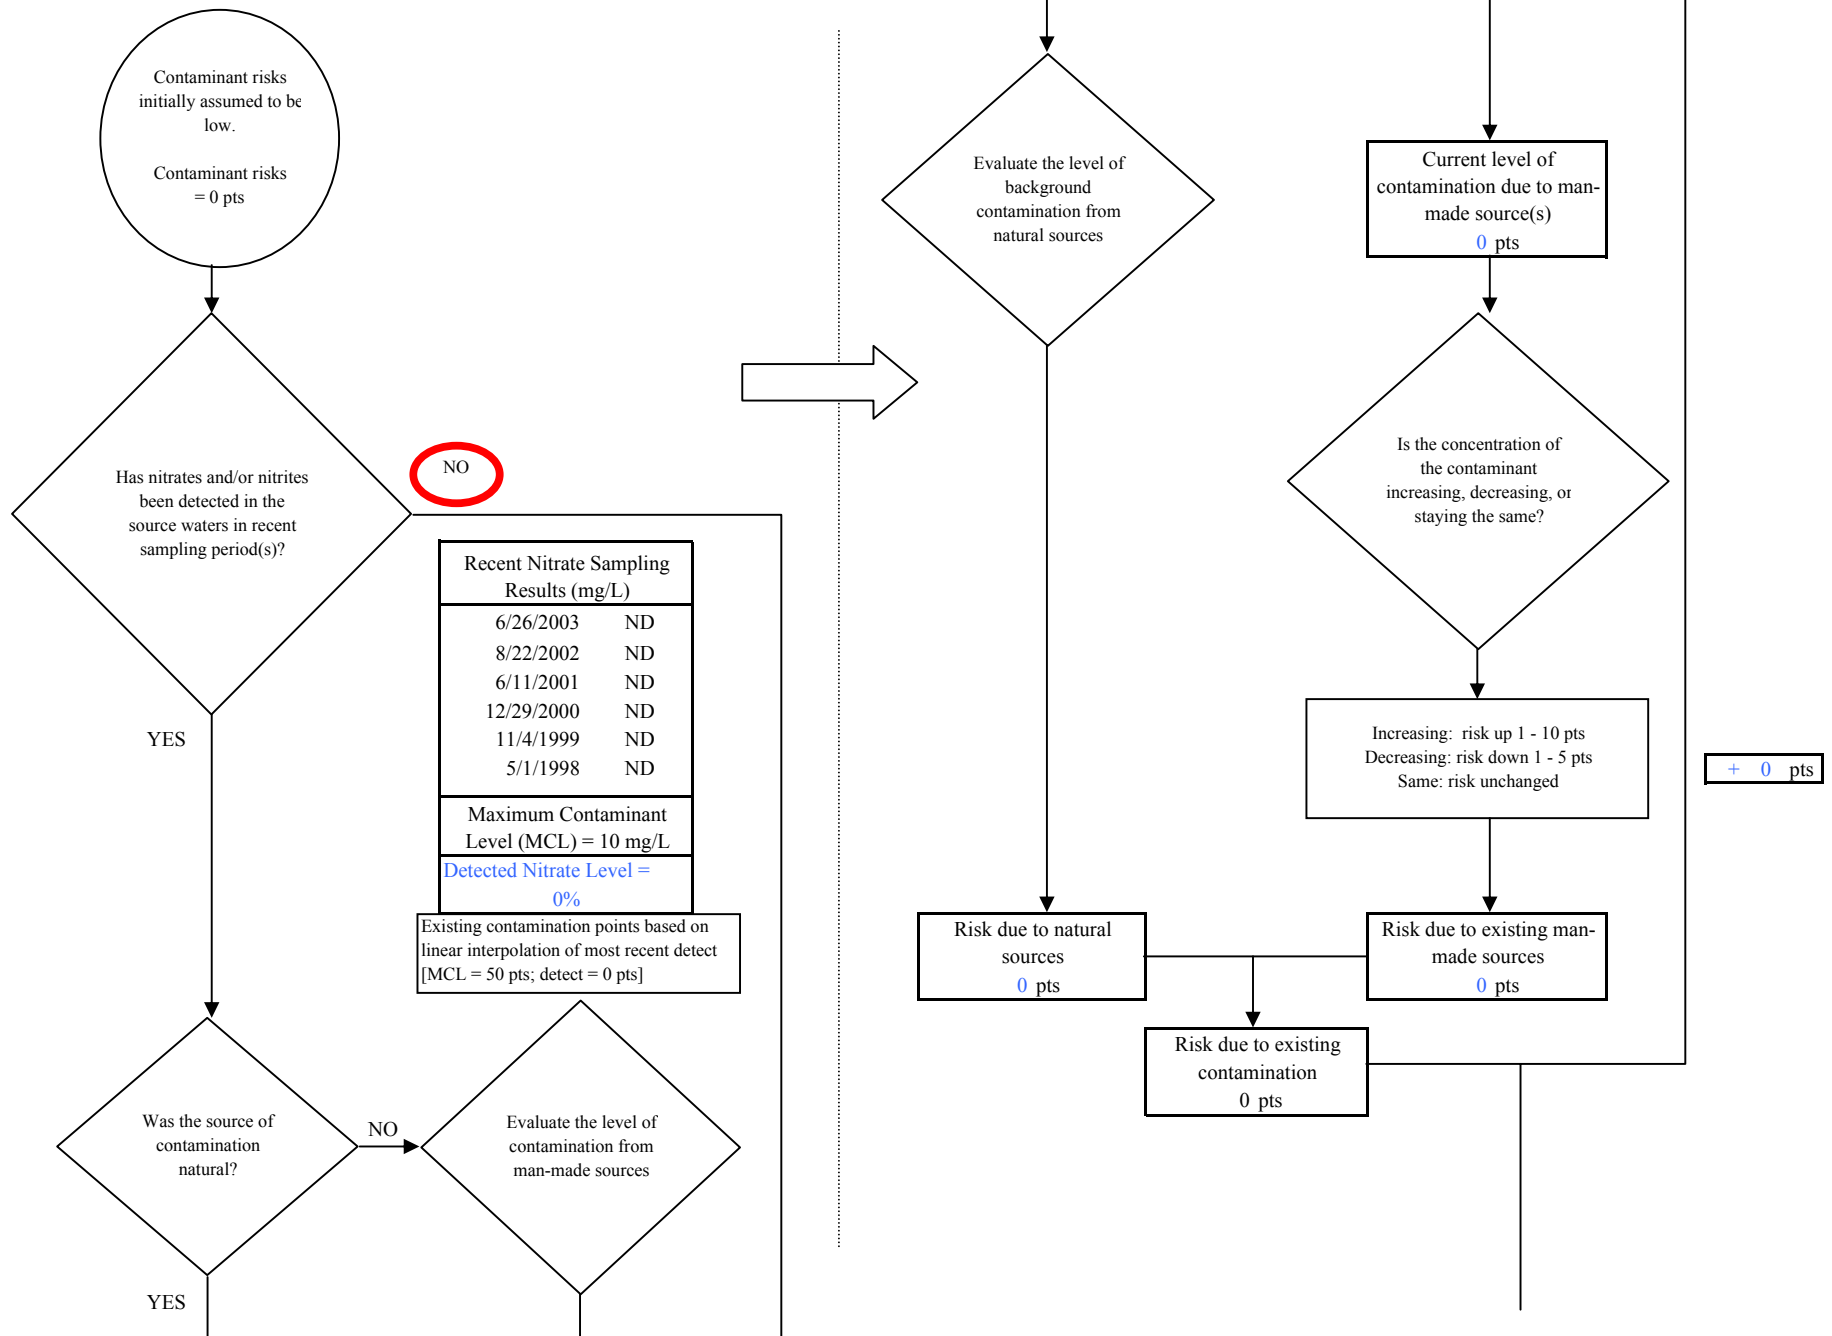 Contaminant risks
initially assumed to be
low.
Contaminant risks
= 0 pts
Has nitrates and/or nitrites
been detected in the
source waters in recent
sampling period(s)?
NO
YES
Recent Nitrate Sampling
Results (mg/L)
6/26/2003 ND
8/22/2002 ND
6/11/2001 ND
12/29/2000 ND
11/4/1999 ND
5/1/1998 ND
Maximum Contaminant
Level (MCL) = 10 mg/L
Detected Nitrate Level =
0%
Existing contamination points based on
linear interpolation of most recent detect
[MCL = 50 pts; detect = 0 pts]
Was the source of
contamination
natural?
NO
YES
Evaluate the level of
contamination from
man-made sources
Evaluate the level of
background
contamination from
natural sources
Current level of
contamination due to man-
made source(s)
0 pts
Is the concentration of
the contaminant
increasing, decreasing, or
staying the same?
Increasing: risk up 1 - 10 pts
Decreasing: risk down 1 - 5 pts
Same: risk unchanged
+ 0 pts
Risk due to natural
sources
0 pts
Risk due to existing man-
made sources
0 pts
Risk due to existing
contamination
0 pts